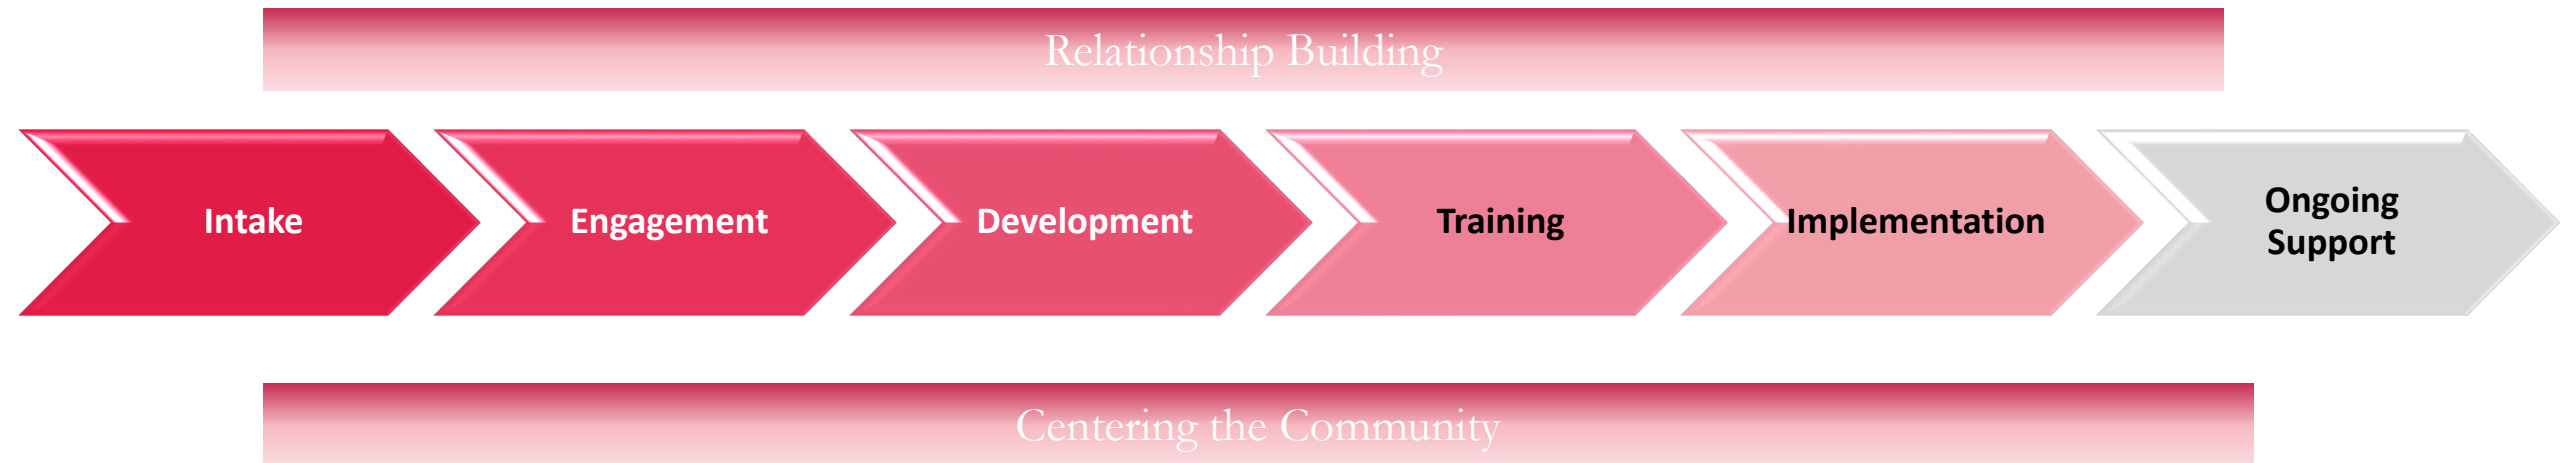 Relationship Building
Intake
Engagement
Development
Training
Implementation
Ongoing
Support
Centering the Community